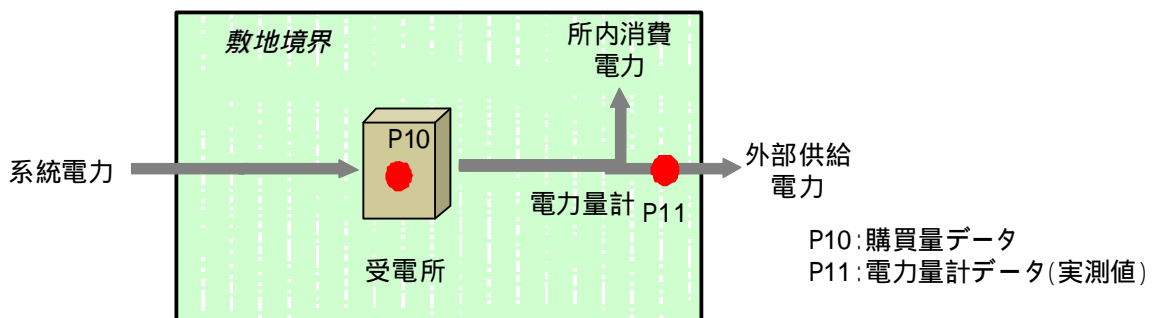 敷地境界
所内消費
電力
P10
系統電力
外部供給
電力
電力量計
P11
受電所
P10:購買量データ
P11:電力量計データ(実測値)